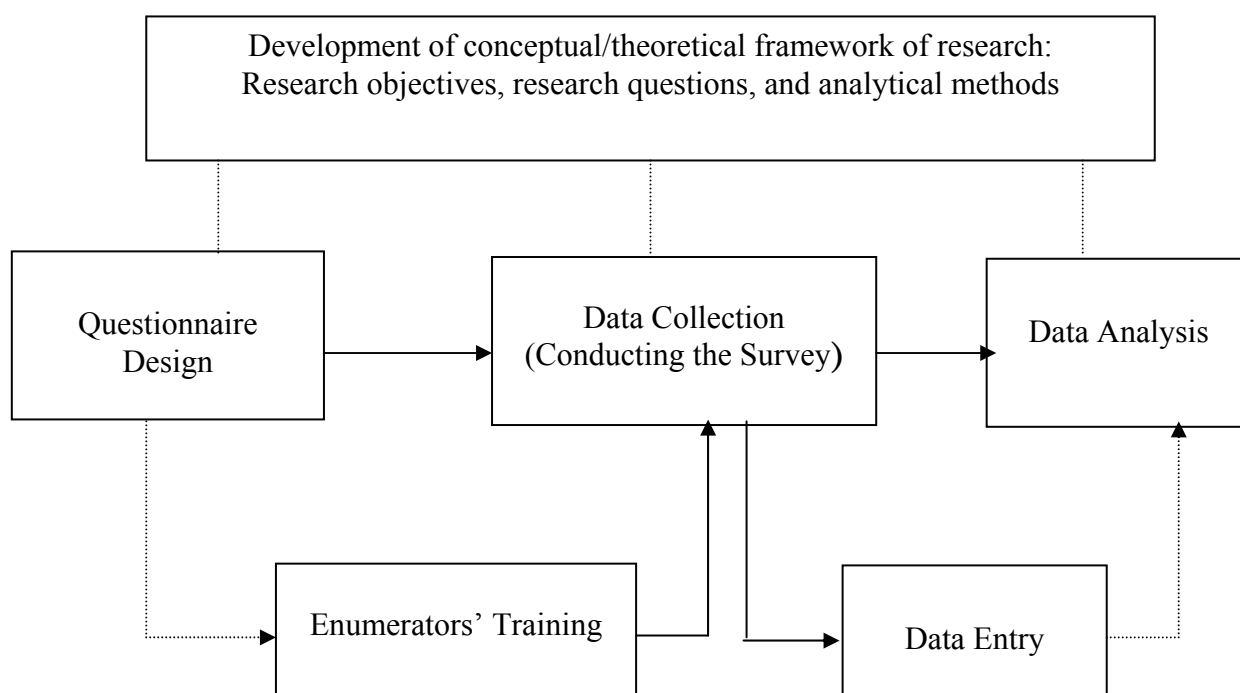 Development of conceptual/theoretical framework of research:
Research objectives, research questions, and analytical methods
Questionnaire
Design
Data Collection
(Conducting the Survey)
Data Analysis
Enumerators’ Training
Data Entry